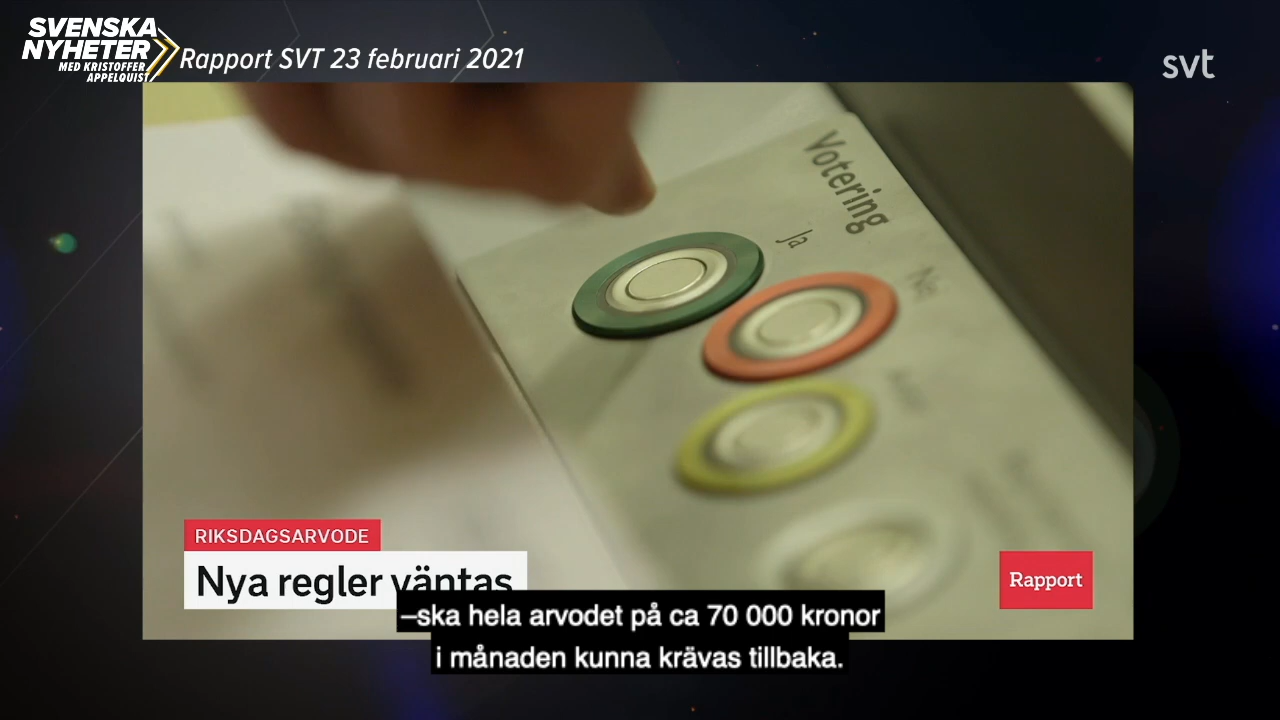 SVENSKA
NYHETER
MED KRISTOFFER
APPELQUIST
Rapport SVT 23 februari 2021
svt
Votering
Ja
Nej
RIKSDAGSARVODE
Nya regler väntas
Rapport
–ska hela arvodet på ca 70 000 kronor
i månaden kunna krävas tillbaka.